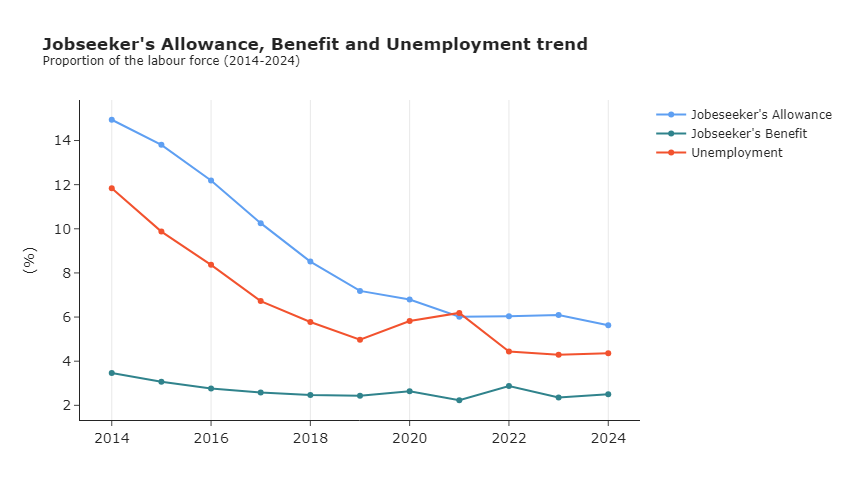 Jobseeker's Allowance, Benefit and Unemployment trend
Proportion of the labour force (2014-2024)
Jobeseeker's Allowance
Jobseeker's Benefit
Unemployment
(%)
14
12
10
8
6
4
2
2014 2016 2018 2020 2022 2024